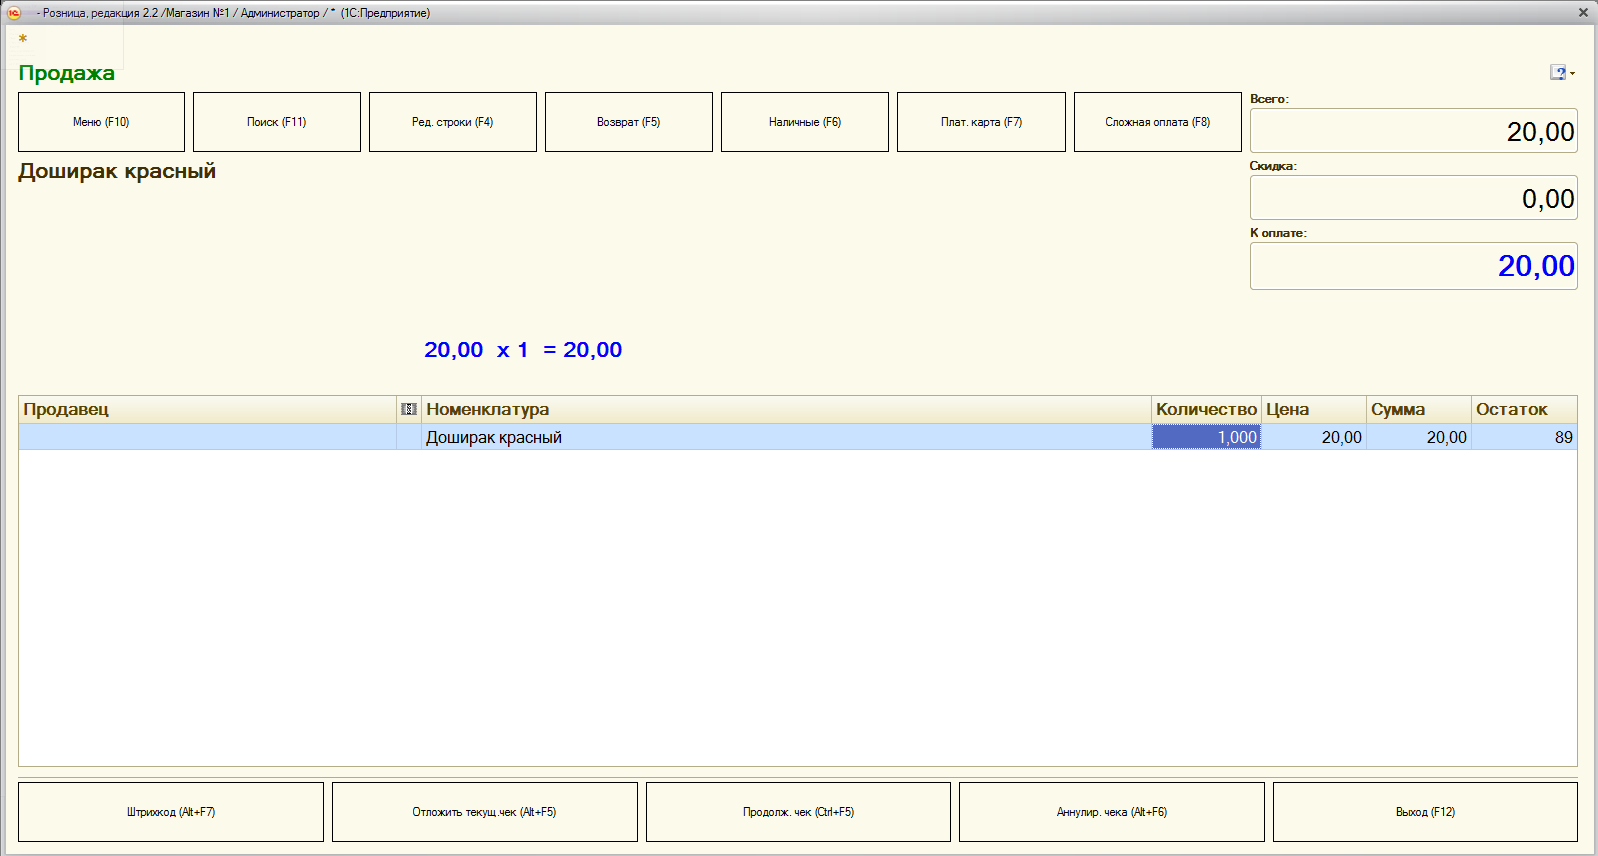 - Розница, редакция 2.2 /Магазин №1 / Администратор / * (1С:Предприятие)
*
Продажа
Меню (F10)
Поиск (F11)
Ред. строки (F4)
Возврат (F5)
Наличные (F6)
Плат. карта (F7)
Сложная оплата (F8)
Всего:
20,00
Доширак красный
Скидка:
0,00
К оплате:
20,00
20,00 x 1 = 20,00
Продавец Номенклатура Количество Цена Сумма Остаток
Доширак красный 1,000 20,00 20,00 89
Штрихкод (Alt+F7)
Отложить текущ.чек (Alt+F5)
Продолж. чек (Ctrl+F5)
Аннулир. чека (Alt+F6)
Выход (F12)